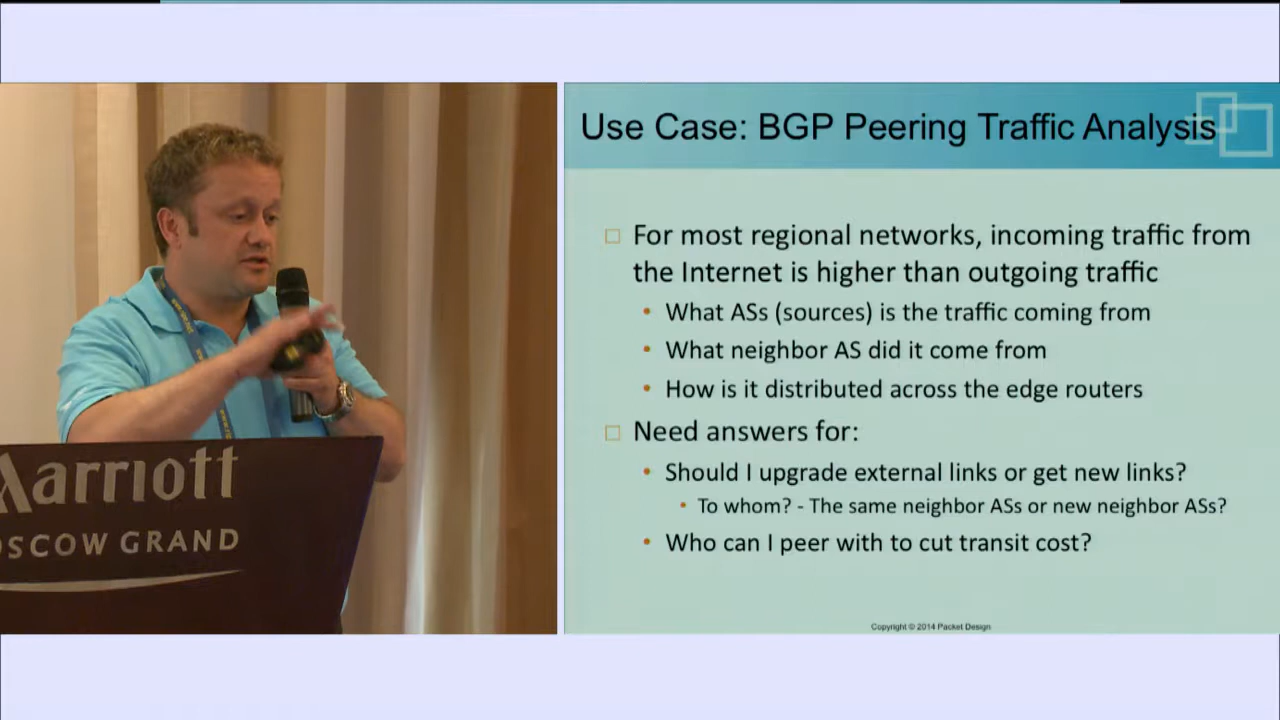 Marriott
MOSCOW GRAND
Use Case: BGP Peering Traffic Analysis
For most regional networks, incoming traffic from
the Internet is higher than outgoing traffic
• What ASs (sources) is the traffic coming from
• What neighbor AS did it come from
• How is it distributed across the edge routers
Need answers for:
• Should I upgrade external links or get new links?
• To whom? - The same neighbor ASs or new neighbor ASs?
• Who can I peer with to cut transit cost?
Copyright © 2014 Packet Design